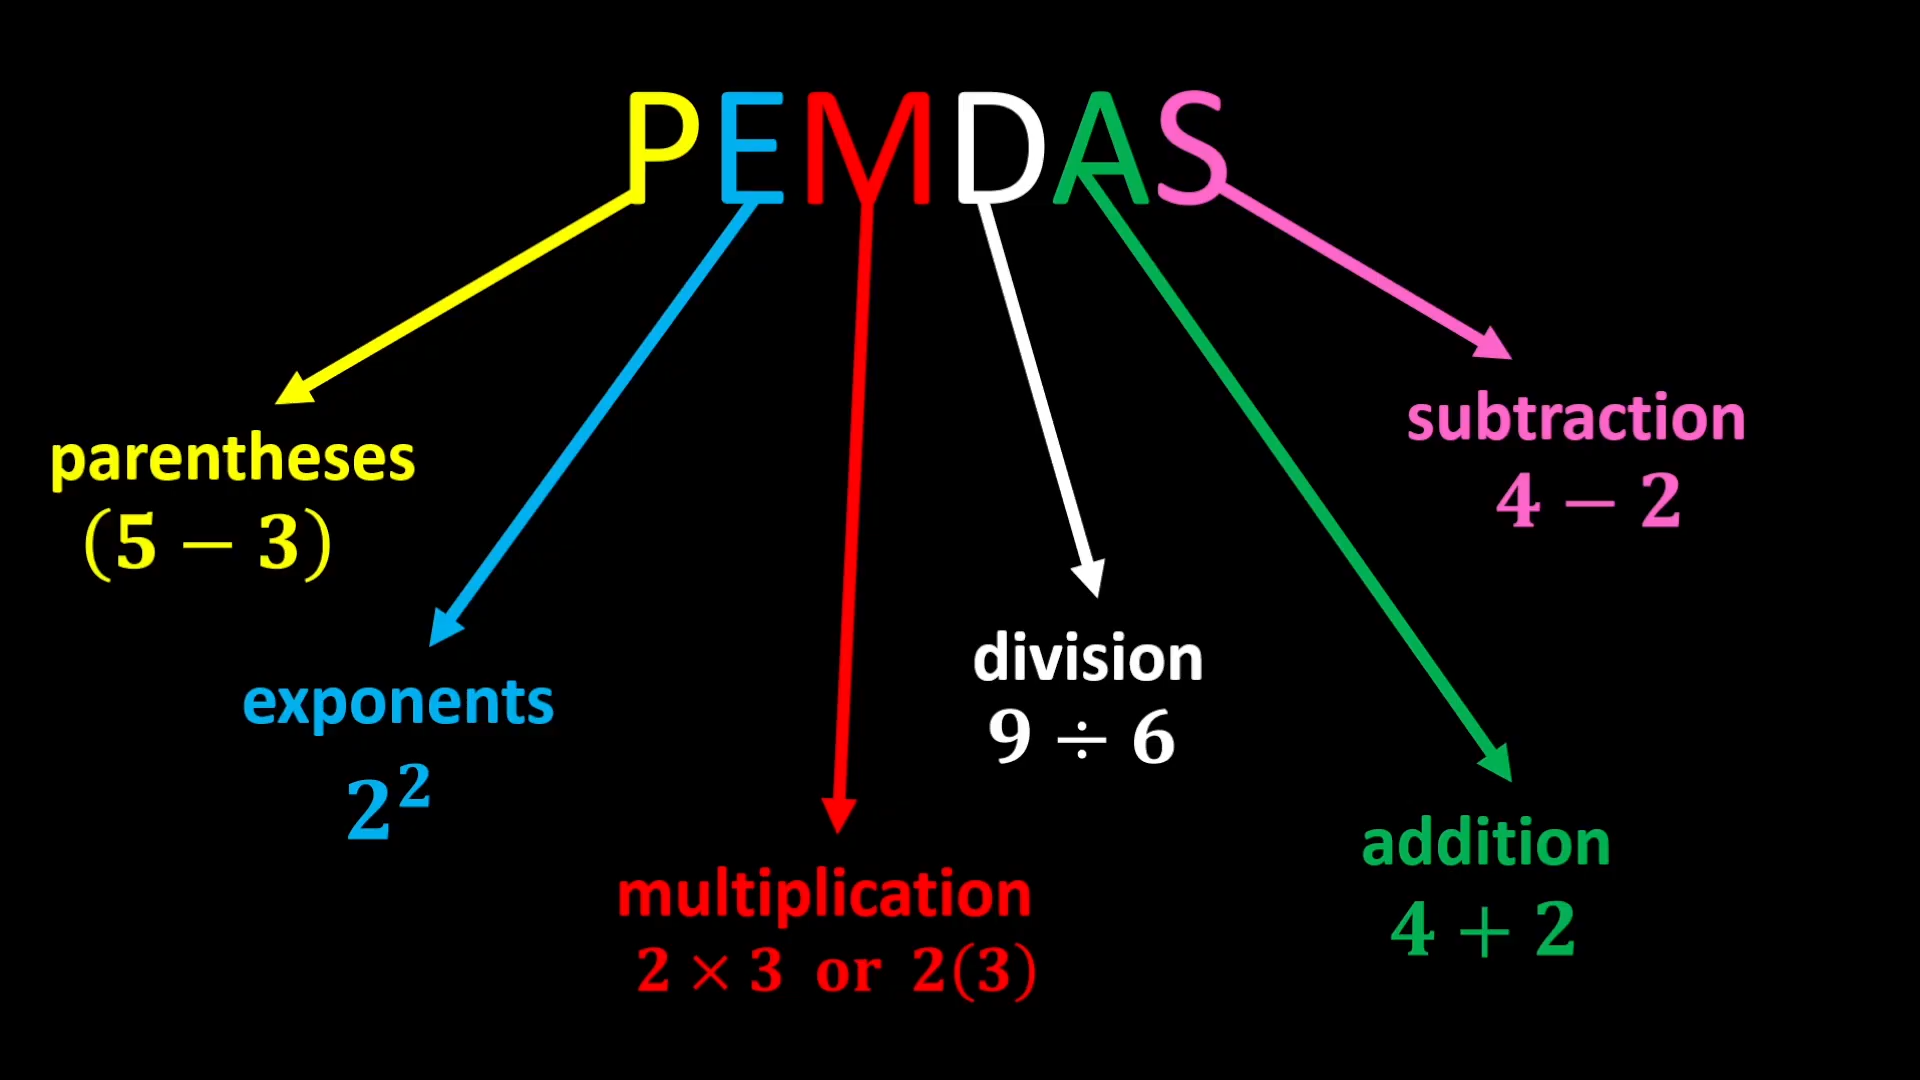 PEMDAS
parentheses
(5 − 3)
exponents
2²
multiplication
2 × 3 or 2(3)
division
9 ÷ 6
addition
4 + 2
subtraction
4 − 2